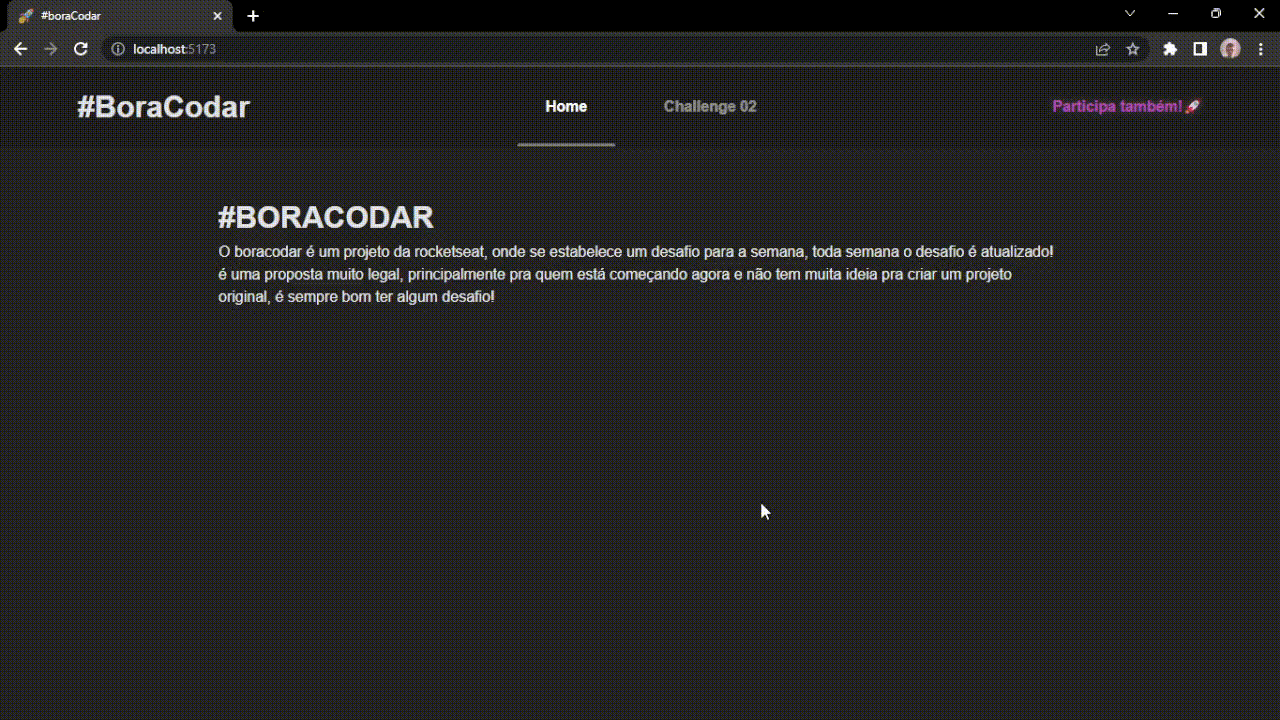 #boraCodar
localhost:5173
#BoraCodar
Home
Challenge 02
Participa também!🚀
#BORACODAR
O boracodar é um projeto da rocketseat, onde se estabelece um desafio para a semana, toda semana o desafio é atualizado!
é uma proposta muito legal, principalmente pra quem está começando agora e não tem muita ideia pra criar um projeto
original, é sempre bom ter algum desafio!